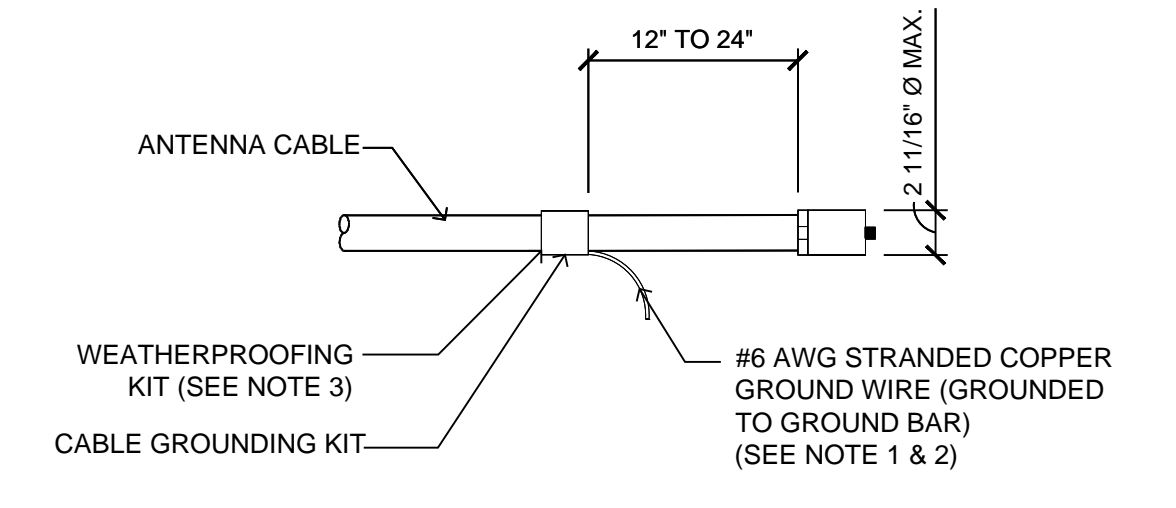 12" TO 24"
2 11/16" Ø MAX.
ANTENNA CABLE
WEATHERPROOFING
KIT (SEE NOTE 3)
CABLE GROUNDING KIT
#6 AWG STRANDED COPPER
GROUND WIRE (GROUNDED
TO GROUND BAR)
(SEE NOTE 1 & 2)